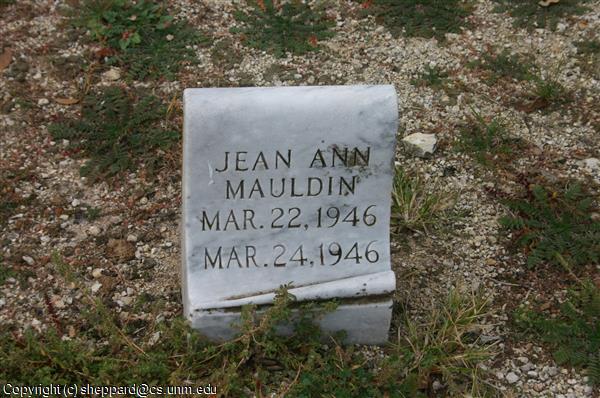 JEAN ANN
MAULDIN
MAR. 22, 1946
MAR. 24, 1946
Copyright (c) sheppard@cs.unm.edu